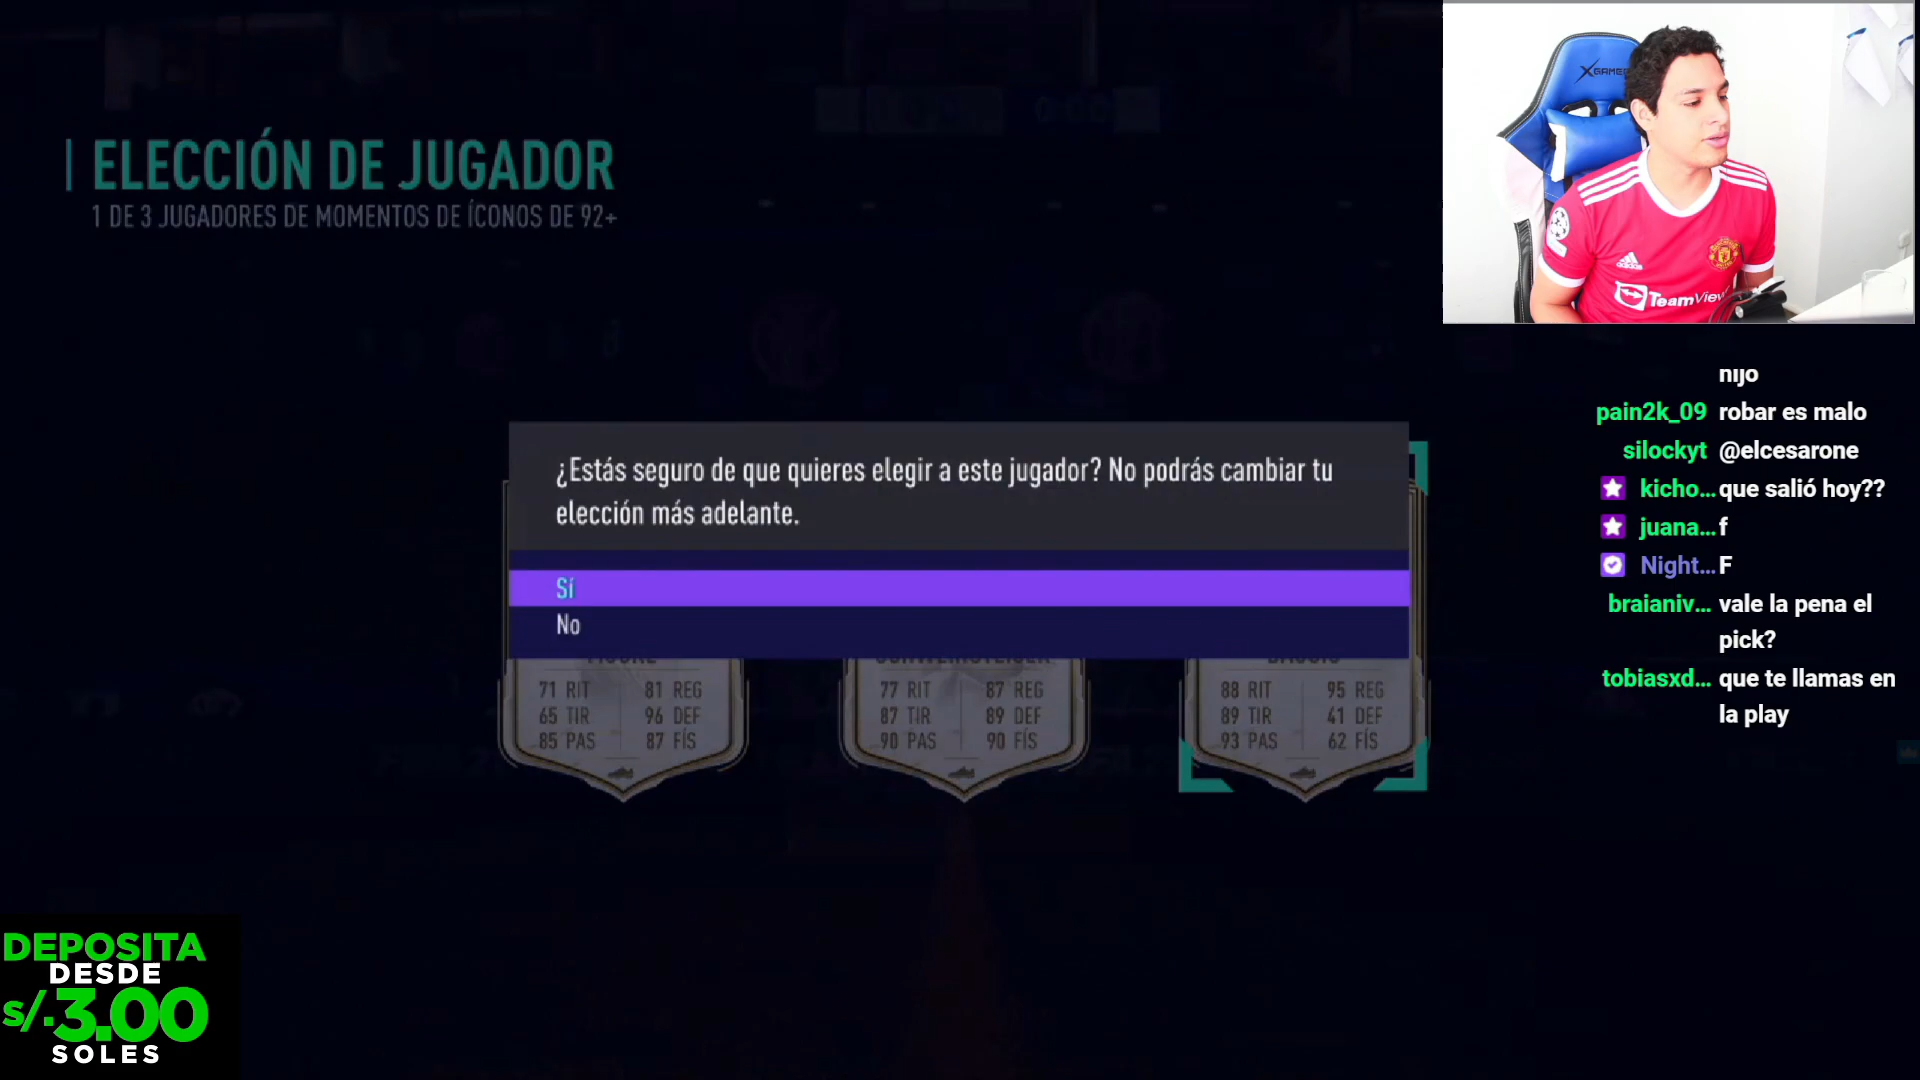 ELECCIÓN DE JUGADOR
1 DE 3 JUGADORES DE MOMENTOS DE ÍCONOS DE 92+
¿Estás seguro de que quieres elegir a este jugador? No podrás cambiar tu
elección más adelante.
Sí
No
71 RIT 81 REG
65 TIR 96 DEF
85 PAS 87 FÍS
77 RIT 87 REG
87 TIR 89 DEF
90 PAS 90 FÍS
88 RIT 95 REG
89 TIR 41 DEF
93 PAS 62 FÍS
XGAMER
adidas
TeamView
nijo
pain2k_09 robar es malo
silockyt @elcesarone
kicho... que salió hoy??
juana... f
Night... F
braianiv... vale la pena el
pick?
tobiasxd... que te llamas en
la play
DEPOSITA
DESDE
S/.3.00
SOLES